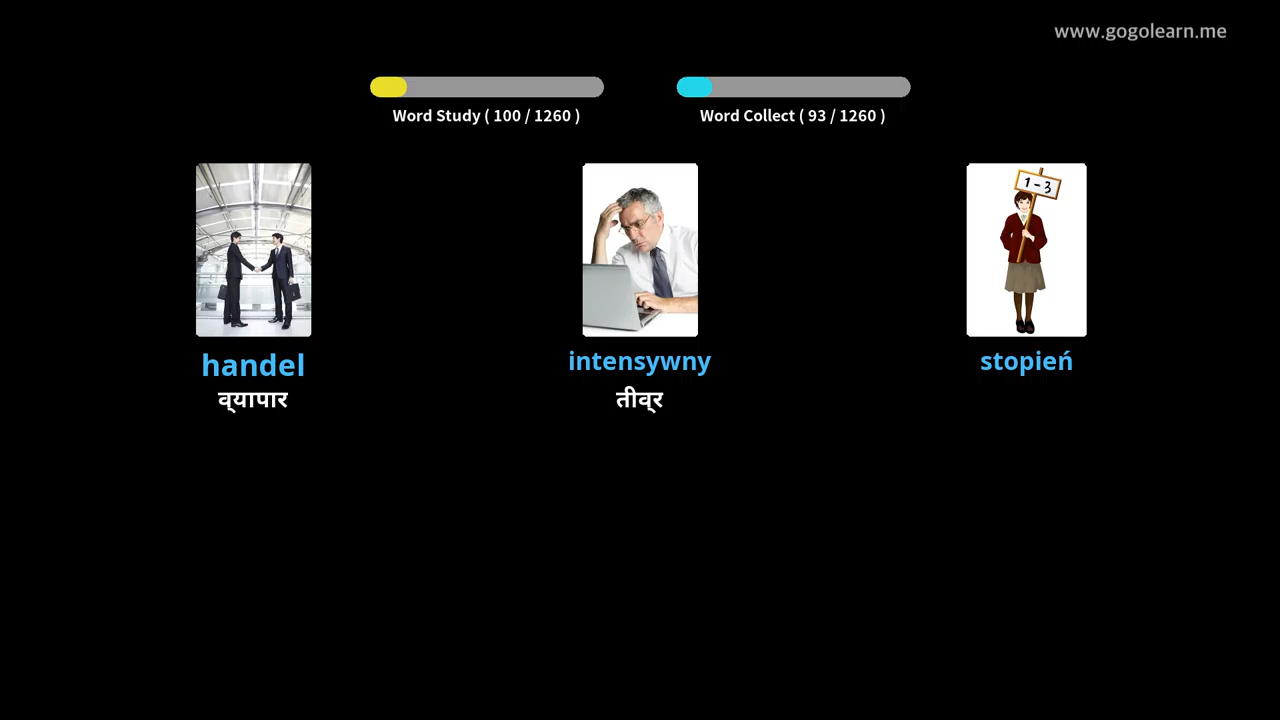 www.gogolearn.me
Word Study ( 100 / 1260 )
Word Collect ( 93 / 1260 )
1-3
handel
intensywny
stopień
व्यापार
तीव्र